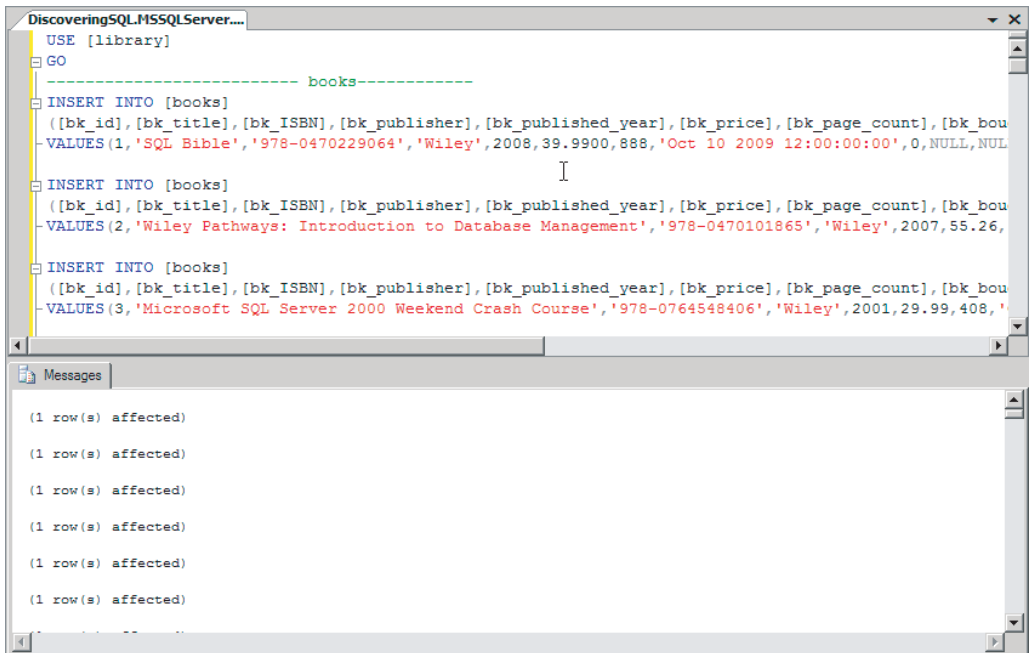 DiscoveringSQL.MSSQLServer....
USE [library]
GO
-------------------------- books------------
INSERT INTO [books]
([bk_id],[bk_title],[bk_ISBN],[bk_publisher],[bk_published_year],[bk_price],[bk_page_count],[bk_bou
VALUES(1,'SQL Bible','978-0470229064','Wiley',2008,39.9900,888,'Oct 10 2009 12:00:00:00',0,NULL,NUL
INSERT INTO [books]
([bk_id],[bk_title],[bk_ISBN],[bk_publisher],[bk_published_year],[bk_price],[bk_page_count],[bk_bou
VALUES(2,'Wiley Pathways: Introduction to Database Management','978-0470101865','Wiley',2007,55.26,
INSERT INTO [books]
([bk_id],[bk_title],[bk_ISBN],[bk_publisher],[bk_published_year],[bk_price],[bk_page_count],[bk_bou
VALUES(3,'Microsoft SQL Server 2000 Weekend Crash Course','978-0764548406','Wiley',2001,29.99,408,'
Messages
(1 row(s) affected)
(1 row(s) affected)
(1 row(s) affected)
(1 row(s) affected)
(1 row(s) affected)
(1 row(s) affected)